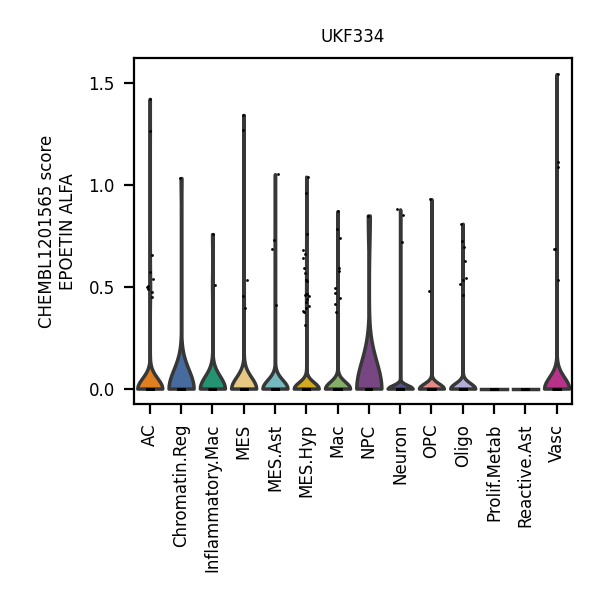 UKF334
CHEMBL1201565 score
EPOETIN ALFA
1.5
1.0
0.5
0.0
AC
Chromatin.Reg
Inflammatory.Mac
MES
MES.Ast
MES.Hyp
Mac
NPC
Neuron
OPC
Oligo
Prolif.Metab
Reactive.Ast
Vasc